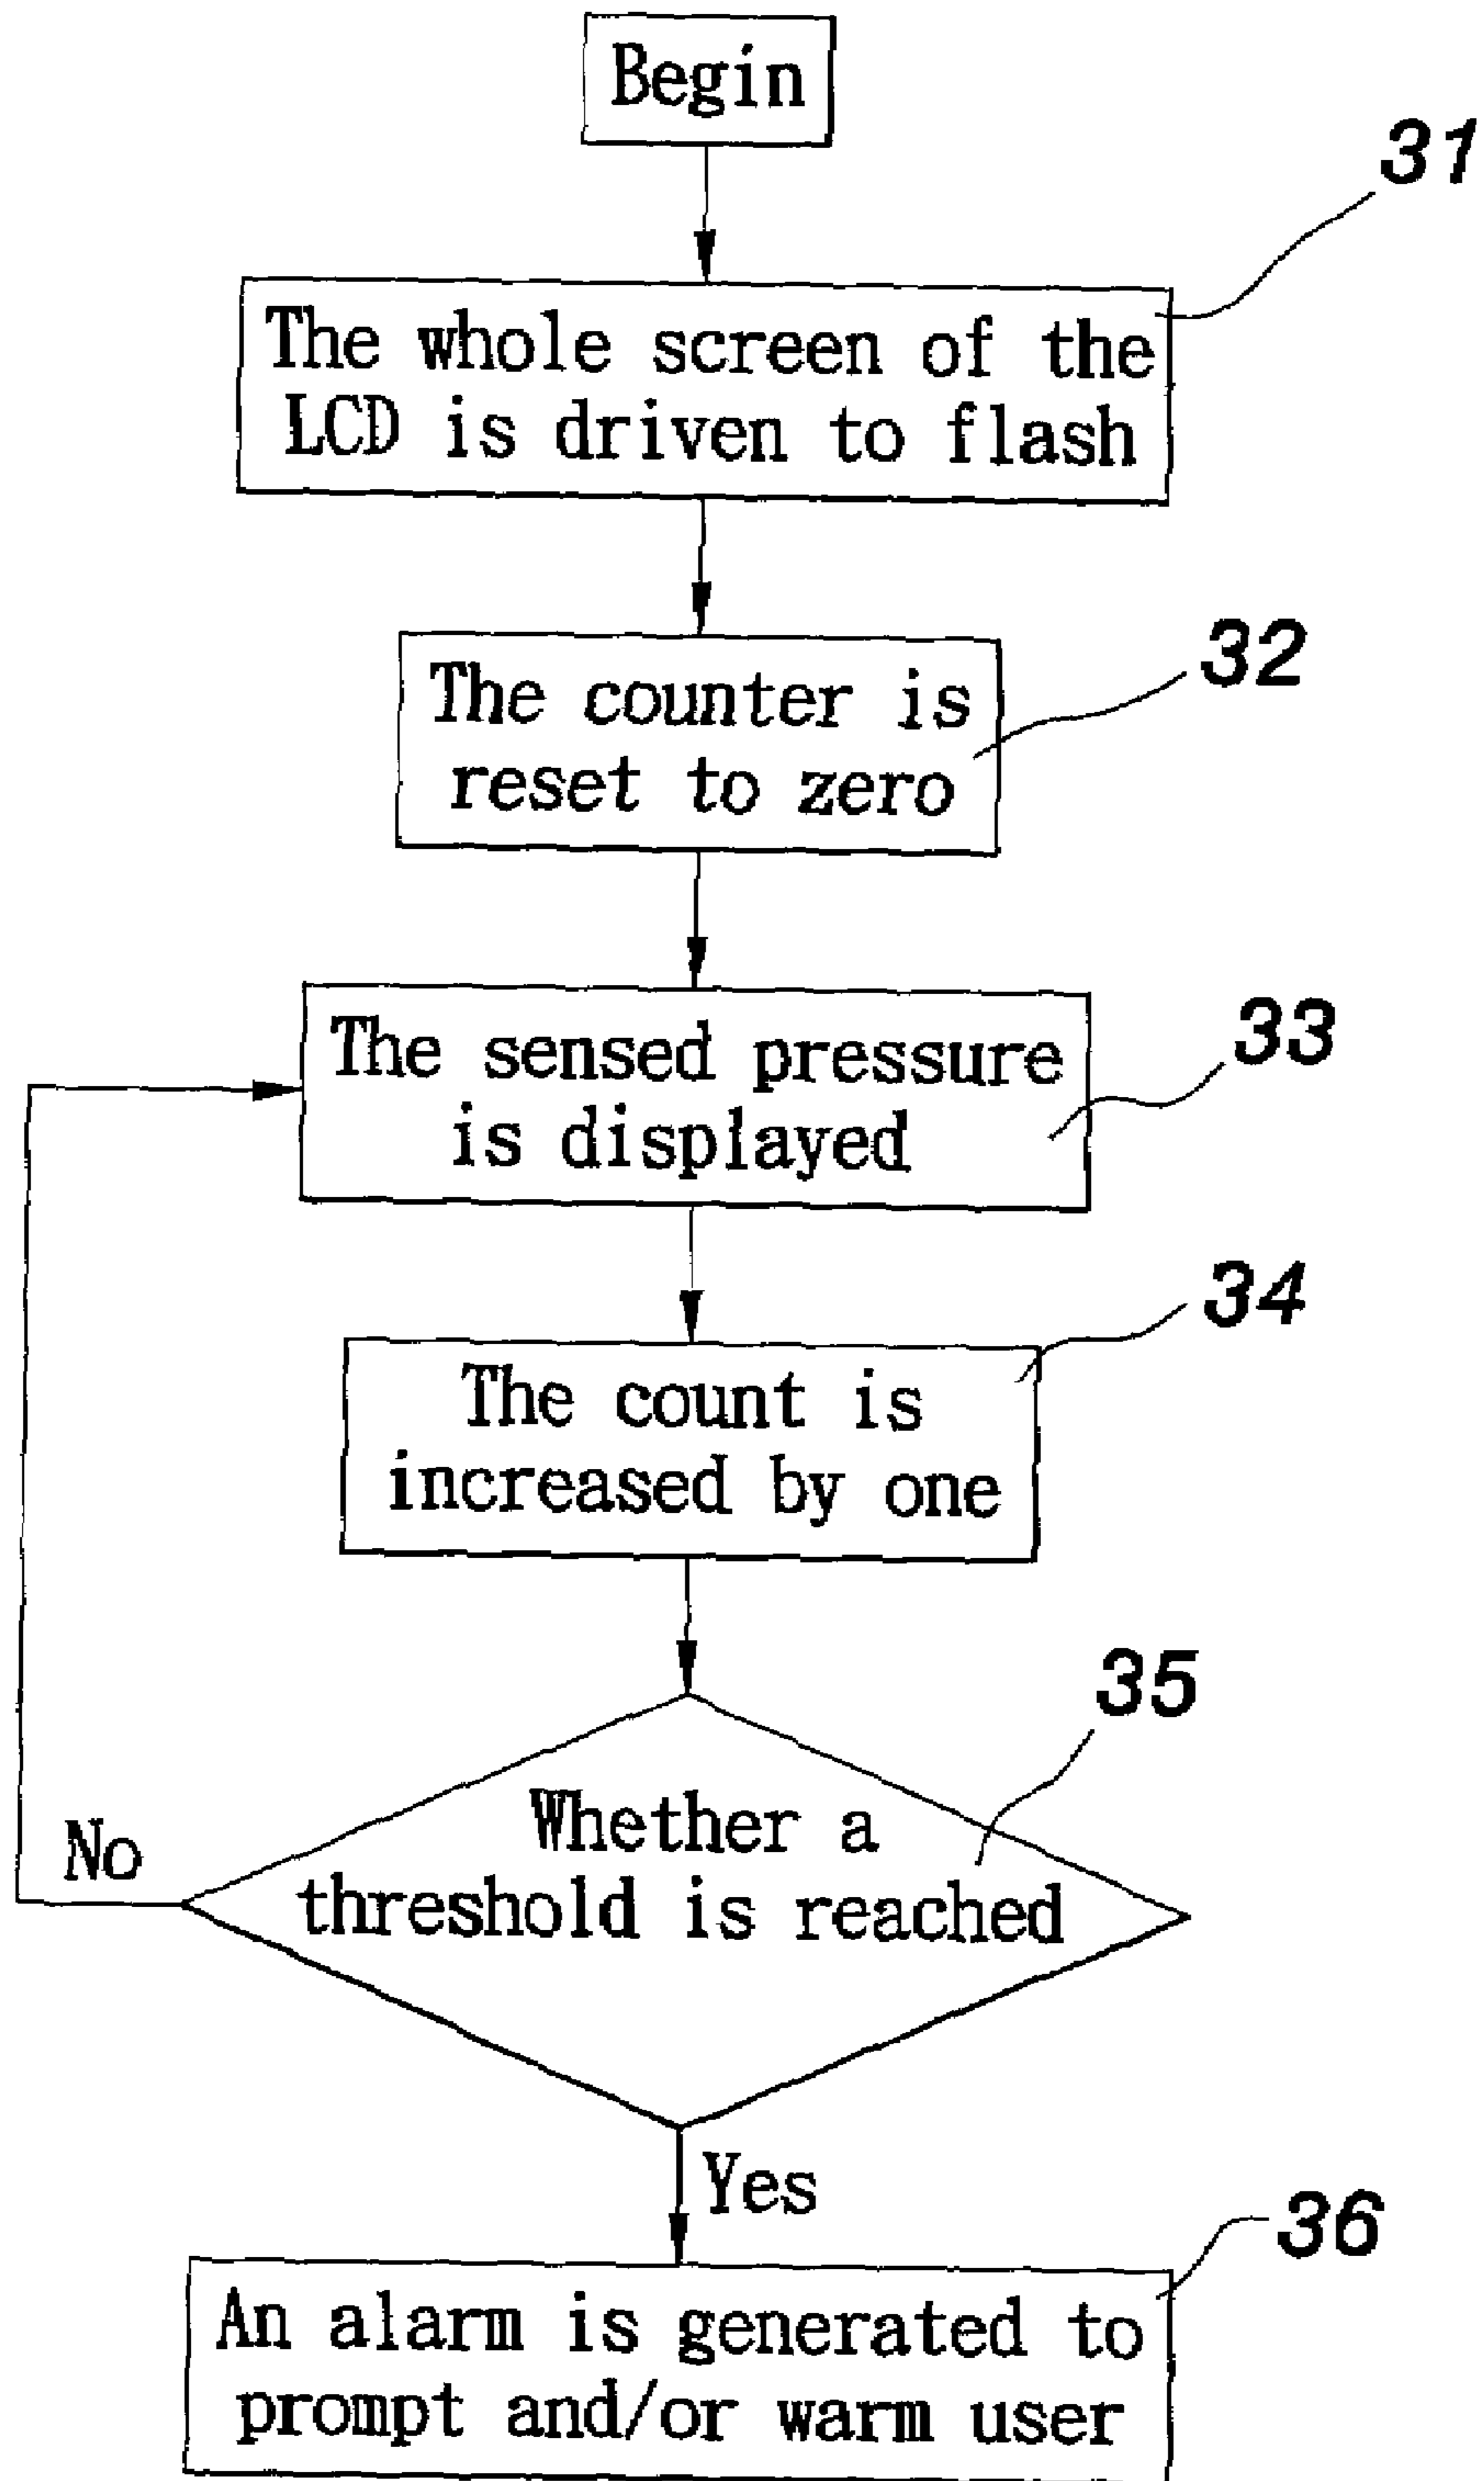 Begin
31
The whole screen of the
LCD is driven to flash
32
The counter is
reset to zero
33
The sensed pressure
is displayed
34
The count is
increased by one
35
Whether a
threshold is reached
No
Yes
36
An alarm is generated to
prompt and/or warm user